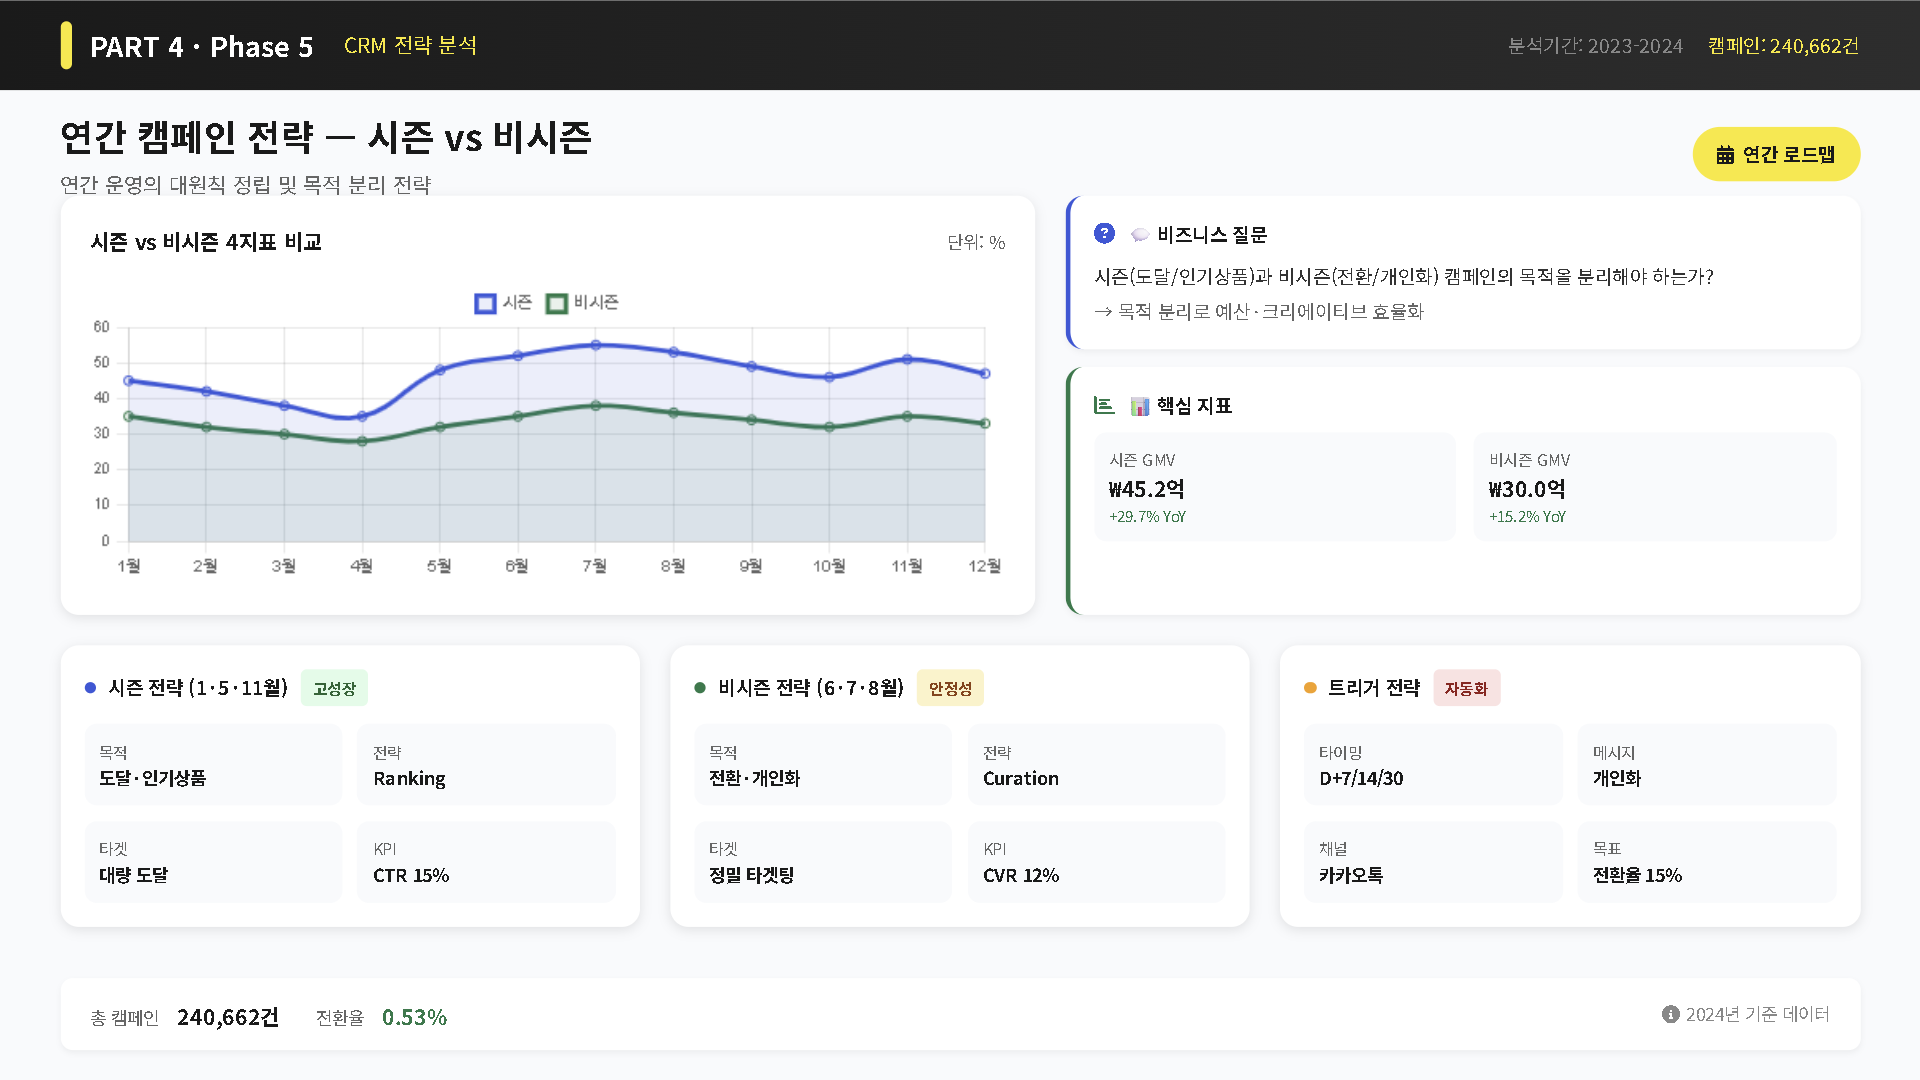 PART 4 · Phase 5
CRM 전략 분석
분석기간: 2023-2024
캠페인: 240,662건
연간 캠페인 전략 — 시즌 vs 비시즌
연간 운영의 대원칙 정립 및 목적 분리 전략
연간 로드맵
시즌 vs 비시즌 4지표 비교
단위: %
시즌
비시즌
60
50
40
30
20
10
0
1월 2월 3월 4월 5월 6월 7월 8월 9월 10월 11월 12월
비즈니스 질문
시즌(도달/인기상품)과 비시즌(전환/개인화) 캠페인의 목적을 분리해야 하는가?
→ 목적 분리로 예산·크리에이티브 효율화
핵심 지표
시즌 GMV
₩45.2억
+29.7% YoY
비시즌 GMV
₩30.0억
+15.2% YoY
시즌 전략 (1·5·11월)
고성장
목적
도달·인기상품
전략
Ranking
타겟
대량 도달
KPI
CTR 15%
비시즌 전략 (6·7·8월)
안정성
목적
전환·개인화
전략
Curation
타겟
정밀 타겟팅
KPI
CVR 12%
트리거 전략
자동화
타이밍
D+7/14/30
메시지
개인화
채널
카카오톡
목표
전환율 15%
총 캠페인 240,662건
전환율 0.53%
2024년 기준 데이터